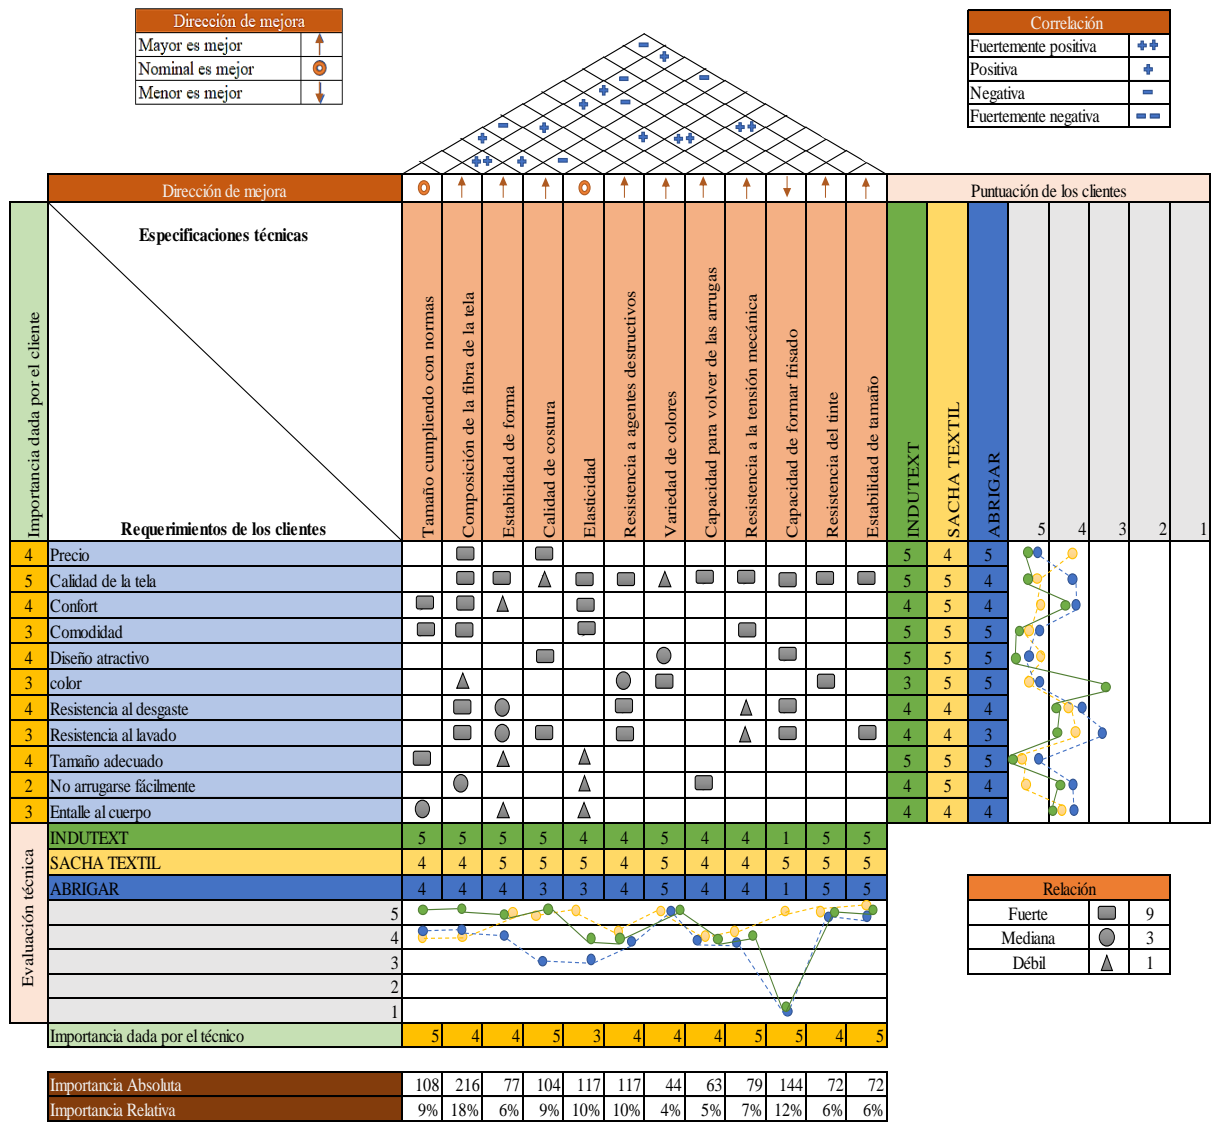 Dirección de mejora
Mayor es mejor
Nominal es mejor
Menor es mejor
Correlación
Fuertemente positiva
Positiva
Negativa
Fuertemente negativa
Dirección de mejora
Puntuación de los clientes
Importancia dada por el cliente
Especificaciones técnicas
Requerimientos de los clientes
Tamaño cumpliendo con normas
Composición de la fibra de la tela
Estabilidad de forma
Calidad de costura
Elasticidad
Resistencia a agentes destructivos
Variedad de colores
Capacidad para volver de las arrugas
Resistencia a la tensión mecánica
Capacidad de formar frisado
Resistencia del tinte
Estabilidad de tamaño
INDUTEXT
SACHA TEXTIL
ABRIGAR
5 4 3 2 1
4 Precio 5 4 5
5 Calidad de la tela 5 5 4
4 Confort 4 5 4
3 Comodidad 5 5 5
4 Diseño atractivo 5 5 5
3 color 3 5 5
4 Resistencia al desgaste 4 4 4
3 Resistencia al lavado 4 4 3
4 Tamaño adecuado 5 5 5
2 No arrugarse fácilmente 4 5 4
3 Entalle al cuerpo 4 4 4
Evaluación técnica
INDUTEXT 5 5 5 5 4 4 5 4 4 1 5 5
SACHA TEXTIL 4 4 5 5 5 4 5 4 4 5 5 5
ABRIGAR 4 4 4 3 3 4 5 4 4 1 5 5
5
4
3
2
1
Importancia dada por el técnico 5 4 4 5 3 4 4 4 5 5 4 5
Relación
Fuerte 9
Mediana 3
Débil 1
Importancia Absoluta 108 216 77 104 117 117 44 63 79 144 72 72
Importancia Relativa 9% 18% 6% 9% 10% 10% 4% 5% 7% 12% 6% 6%